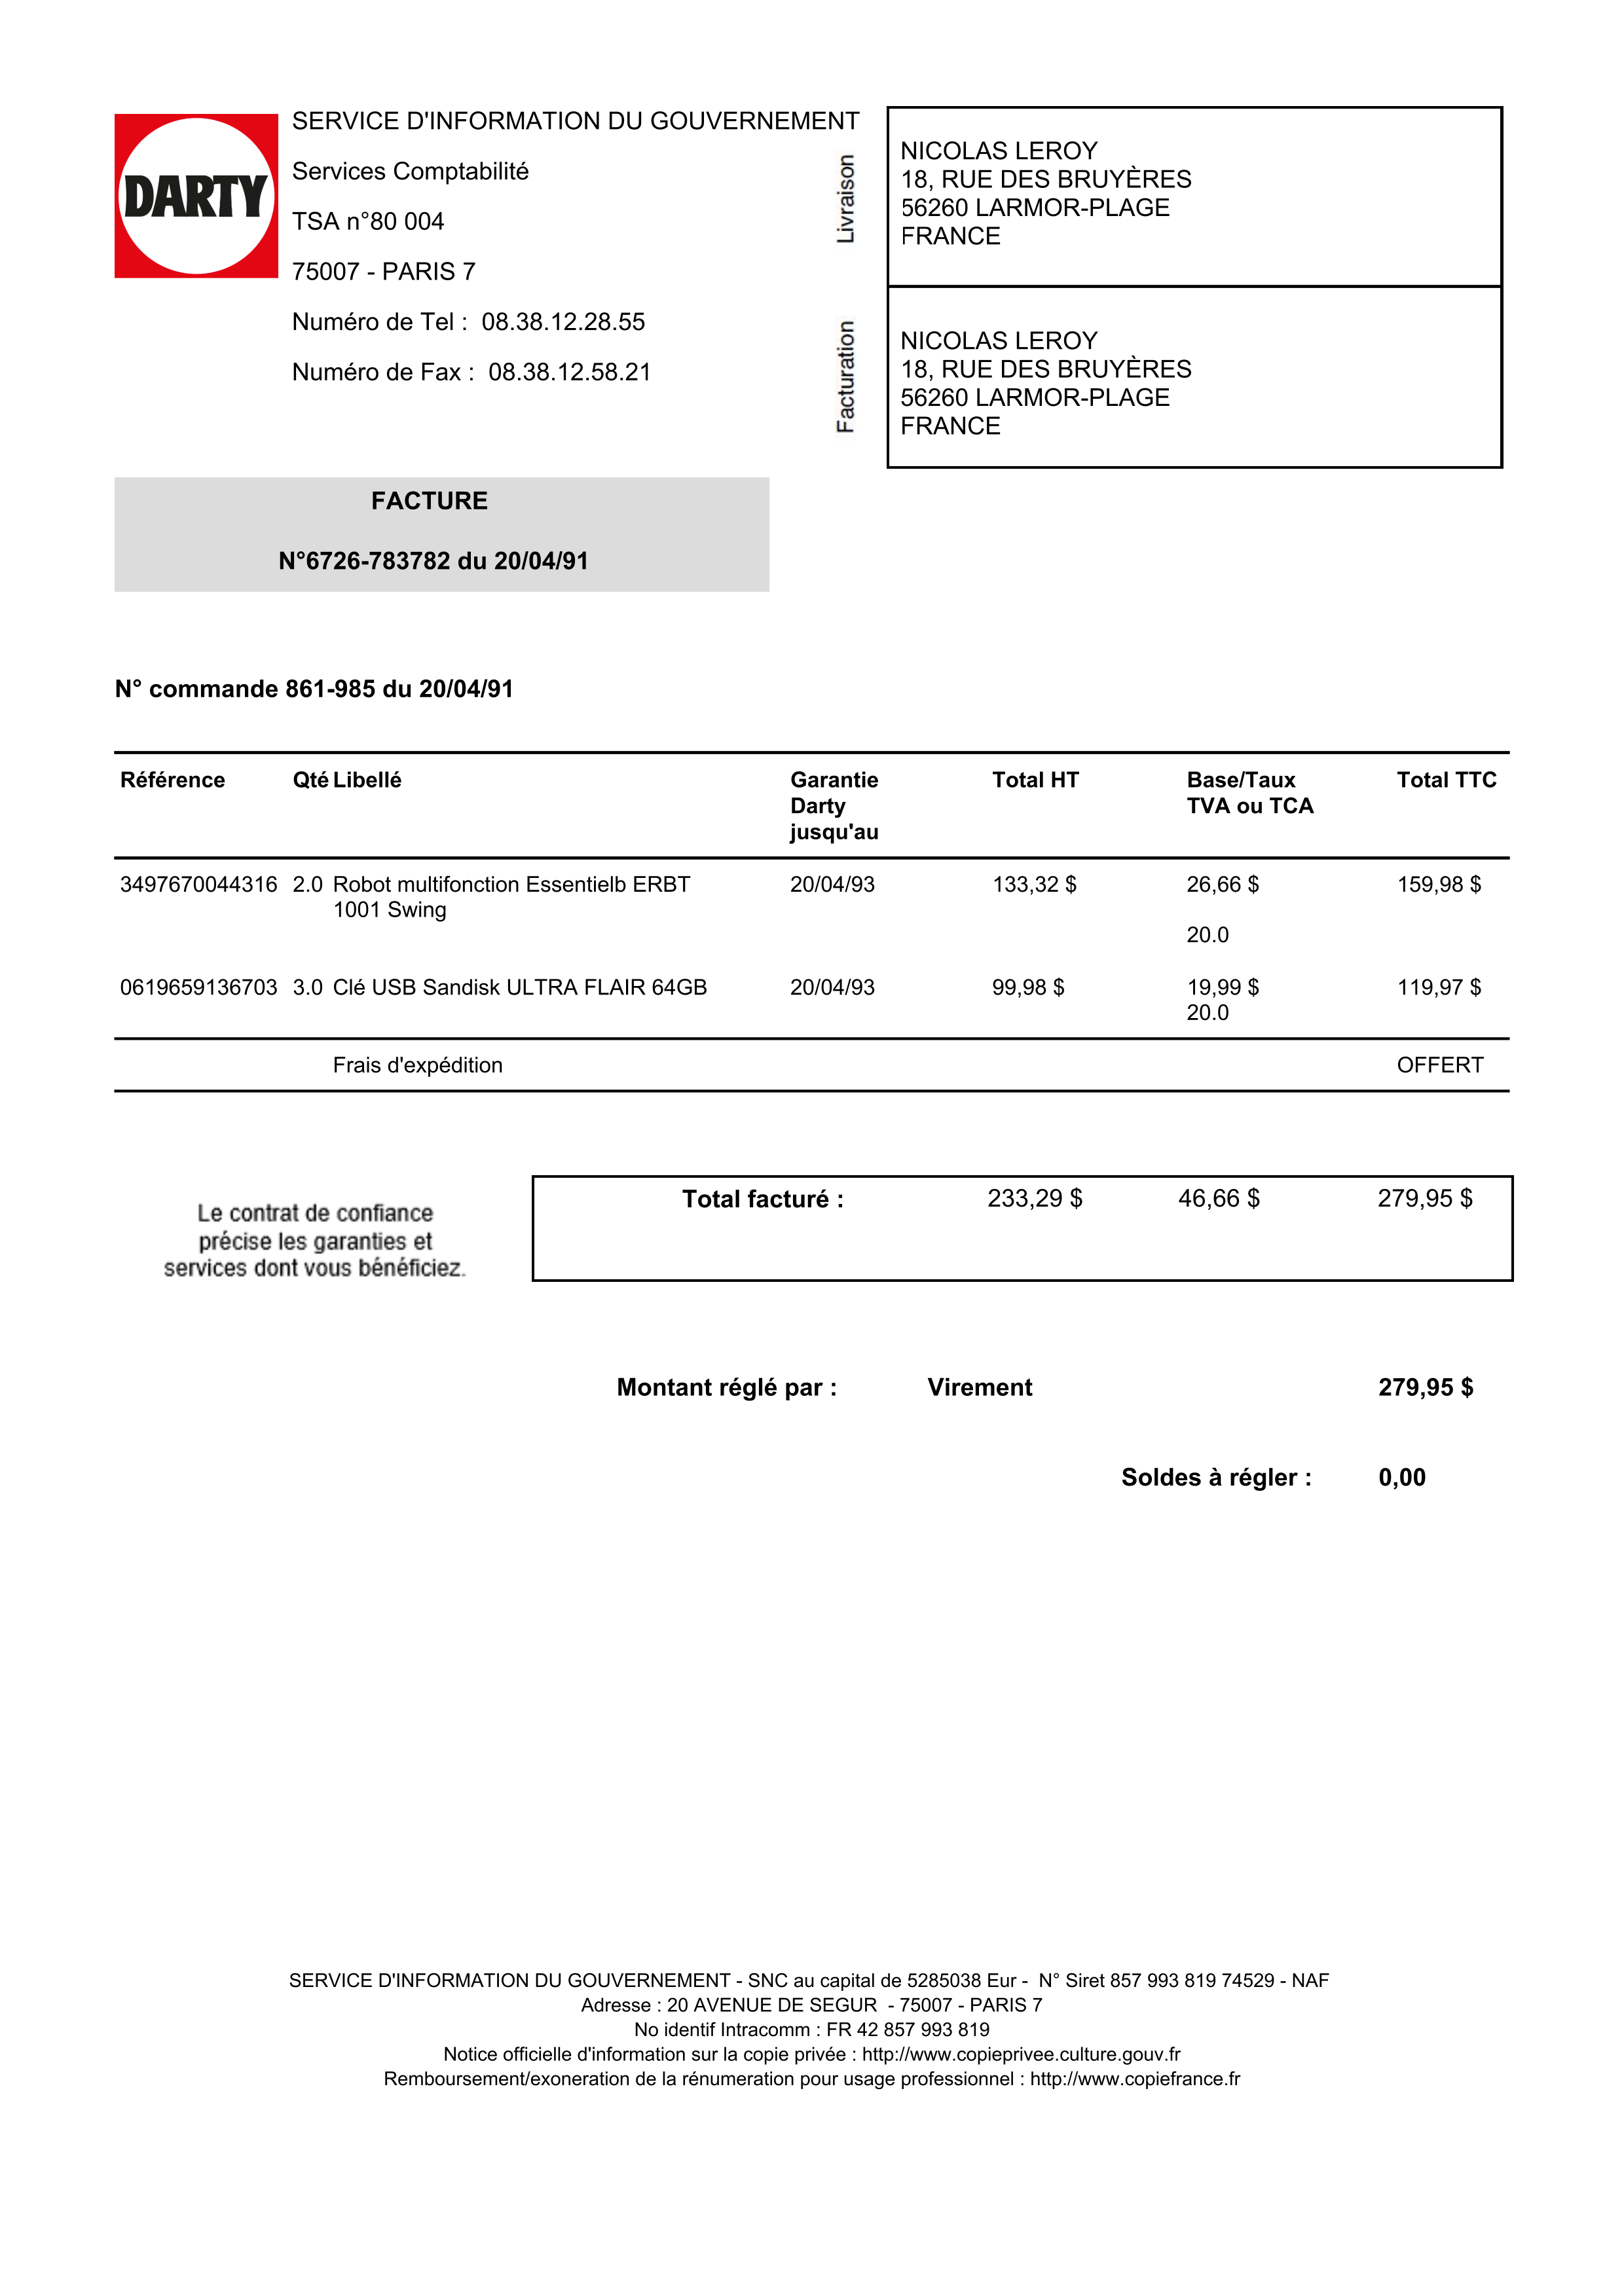 DARTY
SERVICE D'INFORMATION DU GOUVERNEMENT
Services Comptabilité
TSA n°80 004
75007 - PARIS 7
Numéro de Tel : 08.38.12.28.55
Numéro de Fax : 08.38.12.58.21
Livraison
NICOLAS LEROY
18, RUE DES BRUYÈRES
56260 LARMOR-PLAGE
FRANCE
Facturation
NICOLAS LEROY
18, RUE DES BRUYÈRES
56260 LARMOR-PLAGE
FRANCE
FACTURE
N°6726-783782 du 20/04/91
N° commande 861-985 du 20/04/91
Référence Qté Libellé Garantie Total HT Base/Taux Total TTC
Darty TVA ou TCA
jusqu'au
3497670044316 2.0 Robot multifonction Essentielb ERBT 20/04/93 133,32 $ 26,66 $ 159,98 $
1001 Swing
20.0
0619659136703 3.0 Clé USB Sandisk ULTRA FLAIR 64GB 20/04/93 99,98 $ 19,99 $ 119,97 $
20.0
Frais d'expédition OFFERT
Le contrat de confiance
précise les garanties et
services dont vous bénéficiez.
Total facturé : 233,29 $ 46,66 $ 279,95 $
Montant réglé par : Virement 279,95 $
Soldes à régler : 0,00
SERVICE D'INFORMATION DU GOUVERNEMENT - SNC au capital de 5285038 Eur - N° Siret 857 993 819 74529 - NAF
Adresse : 20 AVENUE DE SEGUR - 75007 - PARIS 7
No identif Intracomm : FR 42 857 993 819
Notice officielle d'information sur la copie privée : http://www.copieprivee.culture.gouv.fr
Remboursement/exoneration de la rénumeration pour usage professionnel : http://www.copiefrance.fr